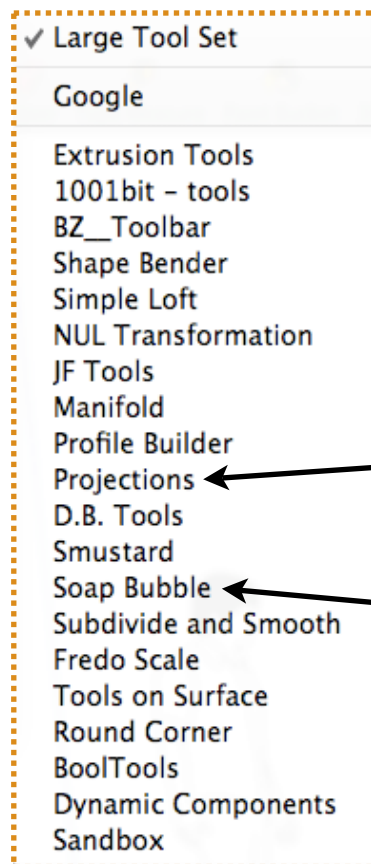 ✓ Large Tool Set
Google
Extrusion Tools
1001bit - tools
BZ__Toolbar
Shape Bender
Simple Loft
NUL Transformation
JF Tools
Manifold
Profile Builder
Projections
D.B. Tools
Smustard
Soap Bubble
Subdivide and Smooth
Fredo Scale
Tools on Surface
Round Corner
BoolTools
Dynamic Components
Sandbox